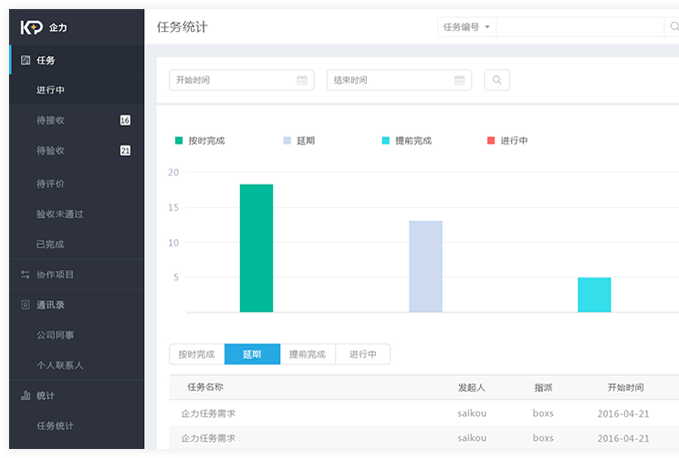 KP 企力
任务
进行中
待接收 16
待验收 21
待评价
验收未通过
已完成
协作项目
通讯录
公司同事
个人联系人
统计
任务统计
任务统计
任务编号
开始时间
结束时间
按时完成 延期 提前完成 进行中
20
15
10
5
按时完成 延期 提前完成 进行中
任务名称 发起人 指派 开始时间
企力任务需求 saikou boxs 2016-04-21
企力任务需求 saikou boxs 2016-04-21